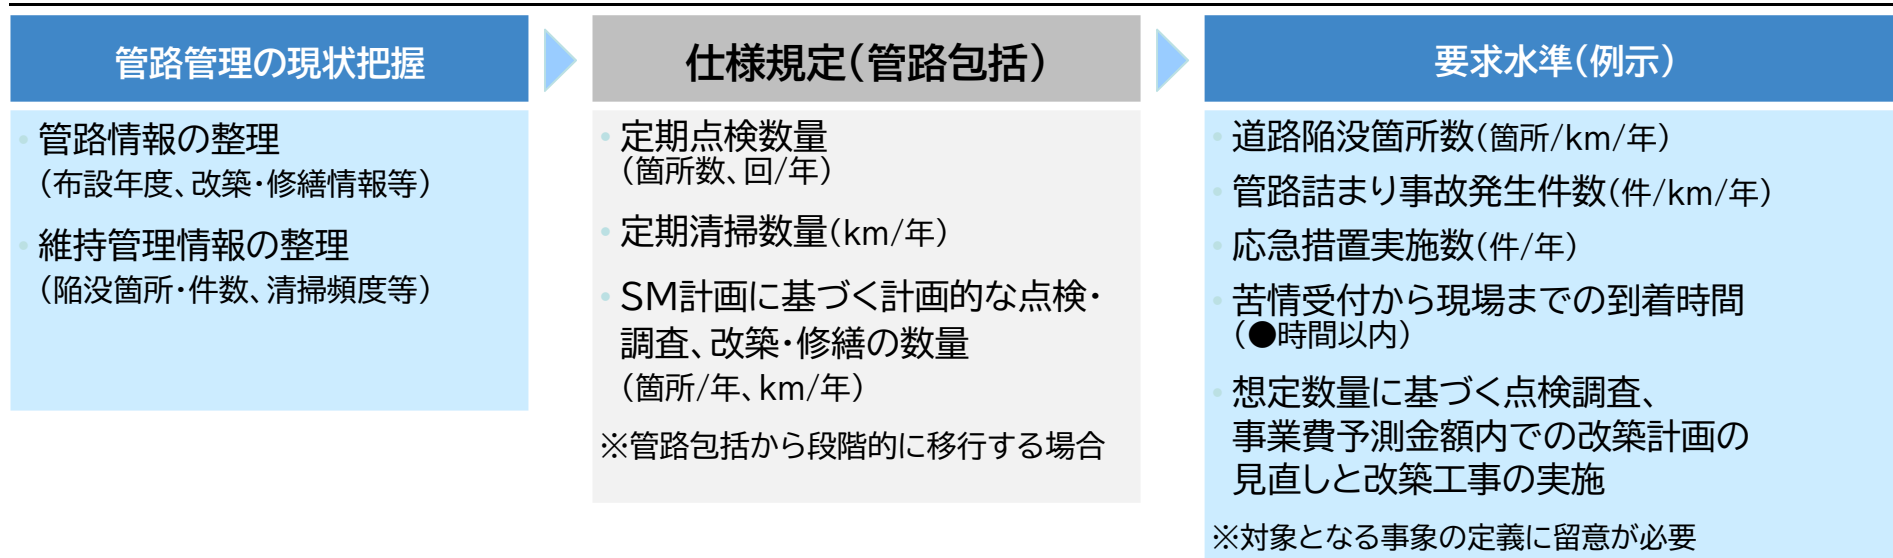 管路管理の現状把握
・管路情報の整理
（布設年度、改築・修繕情報等）
・維持管理情報の整理
（陥没箇所・件数、清掃頻度等）
仕様規定（管路包括）
・定期点検数量
（箇所数、回/年）
・定期清掃数量（km/年）
・SM計画に基づく計画的な点検・
調査、改築・修繕の数量
（箇所/年、km/年）
※管路包括から段階的に移行する場合
要求水準（例示）
・道路陥没箇所数（箇所/km/年）
・管路詰まり事故発生件数（件/km/年）
・応急措置実施数（件/年）
・苦情受付から現場までの到着時間
（●時間以内）
・想定数量に基づく点検調査、
事業費予測金額内での改築計画の
見直しと改築工事の実施
※対象となる事象の定義に留意が必要